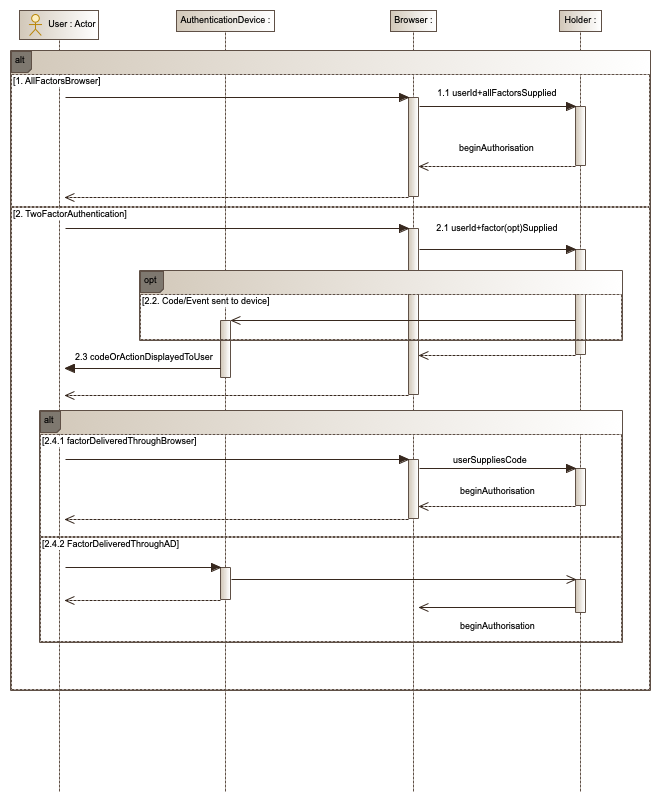 User : Actor
AuthenticationDevice :
Browser :
Holder :
alt
[1. AllFactorsBrowser]
1.1 userId+allFactorsSupplied
beginAuthorisation
[2. TwoFactorAuthentication]
2.1 userId+factor(opt)Supplied
opt
[2.2. Code/Event sent to device]
2.3 codeOrActionDisplayedToUser
alt
[2.4.1 factorDeliveredThroughBrowser]
userSuppliesCode
beginAuthorisation
[2.4.2 FactorDeliveredThroughAD]
beginAuthorisation